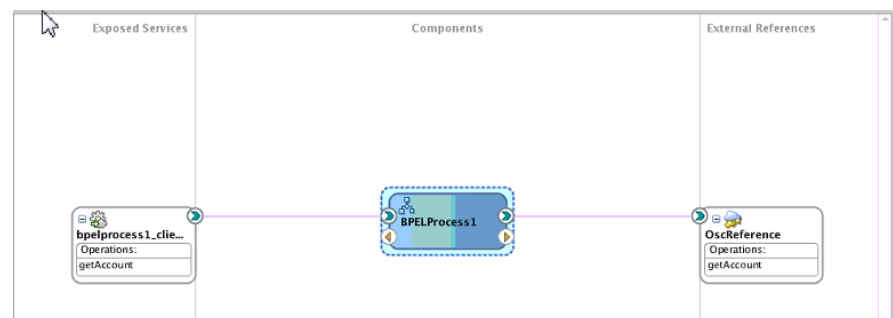 Exposed Services
Components
External References
bpelprocess1_clie...
Operations:
getAccount
BPELProcess1
OscReference
Operations:
getAccount